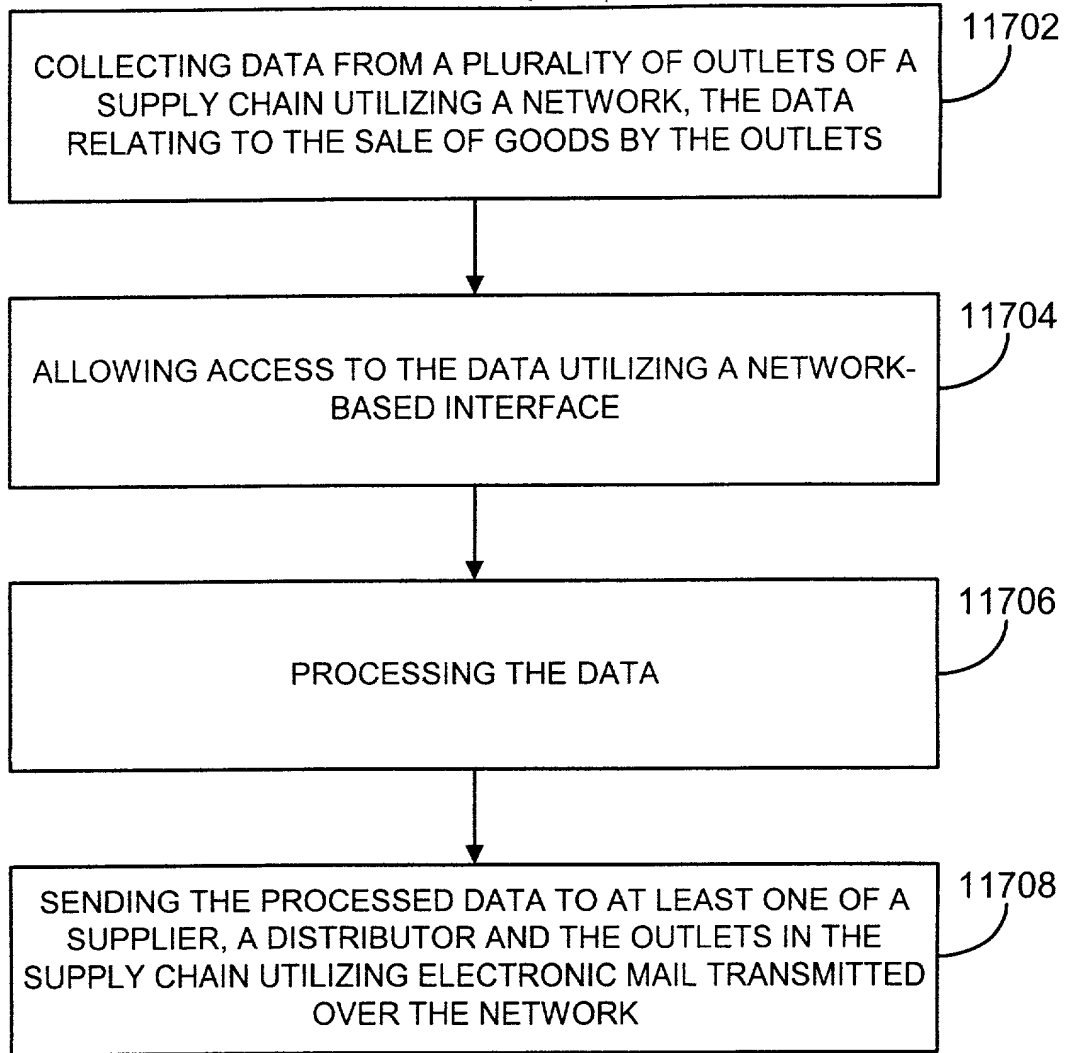 11702
COLLECTING DATA FROM A PLURALITY OF OUTLETS OF A
SUPPLY CHAIN UTILIZING A NETWORK, THE DATA
RELATING TO THE SALE OF GOODS BY THE OUTLETS
11704
ALLOWING ACCESS TO THE DATA UTILIZING A NETWORK-
BASED INTERFACE
11706
PROCESSING THE DATA
11708
SENDING THE PROCESSED DATA TO AT LEAST ONE OF A
SUPPLIER, A DISTRIBUTOR AND THE OUTLETS IN THE
SUPPLY CHAIN UTILIZING ELECTRONIC MAIL TRANSMITTED
OVER THE NETWORK